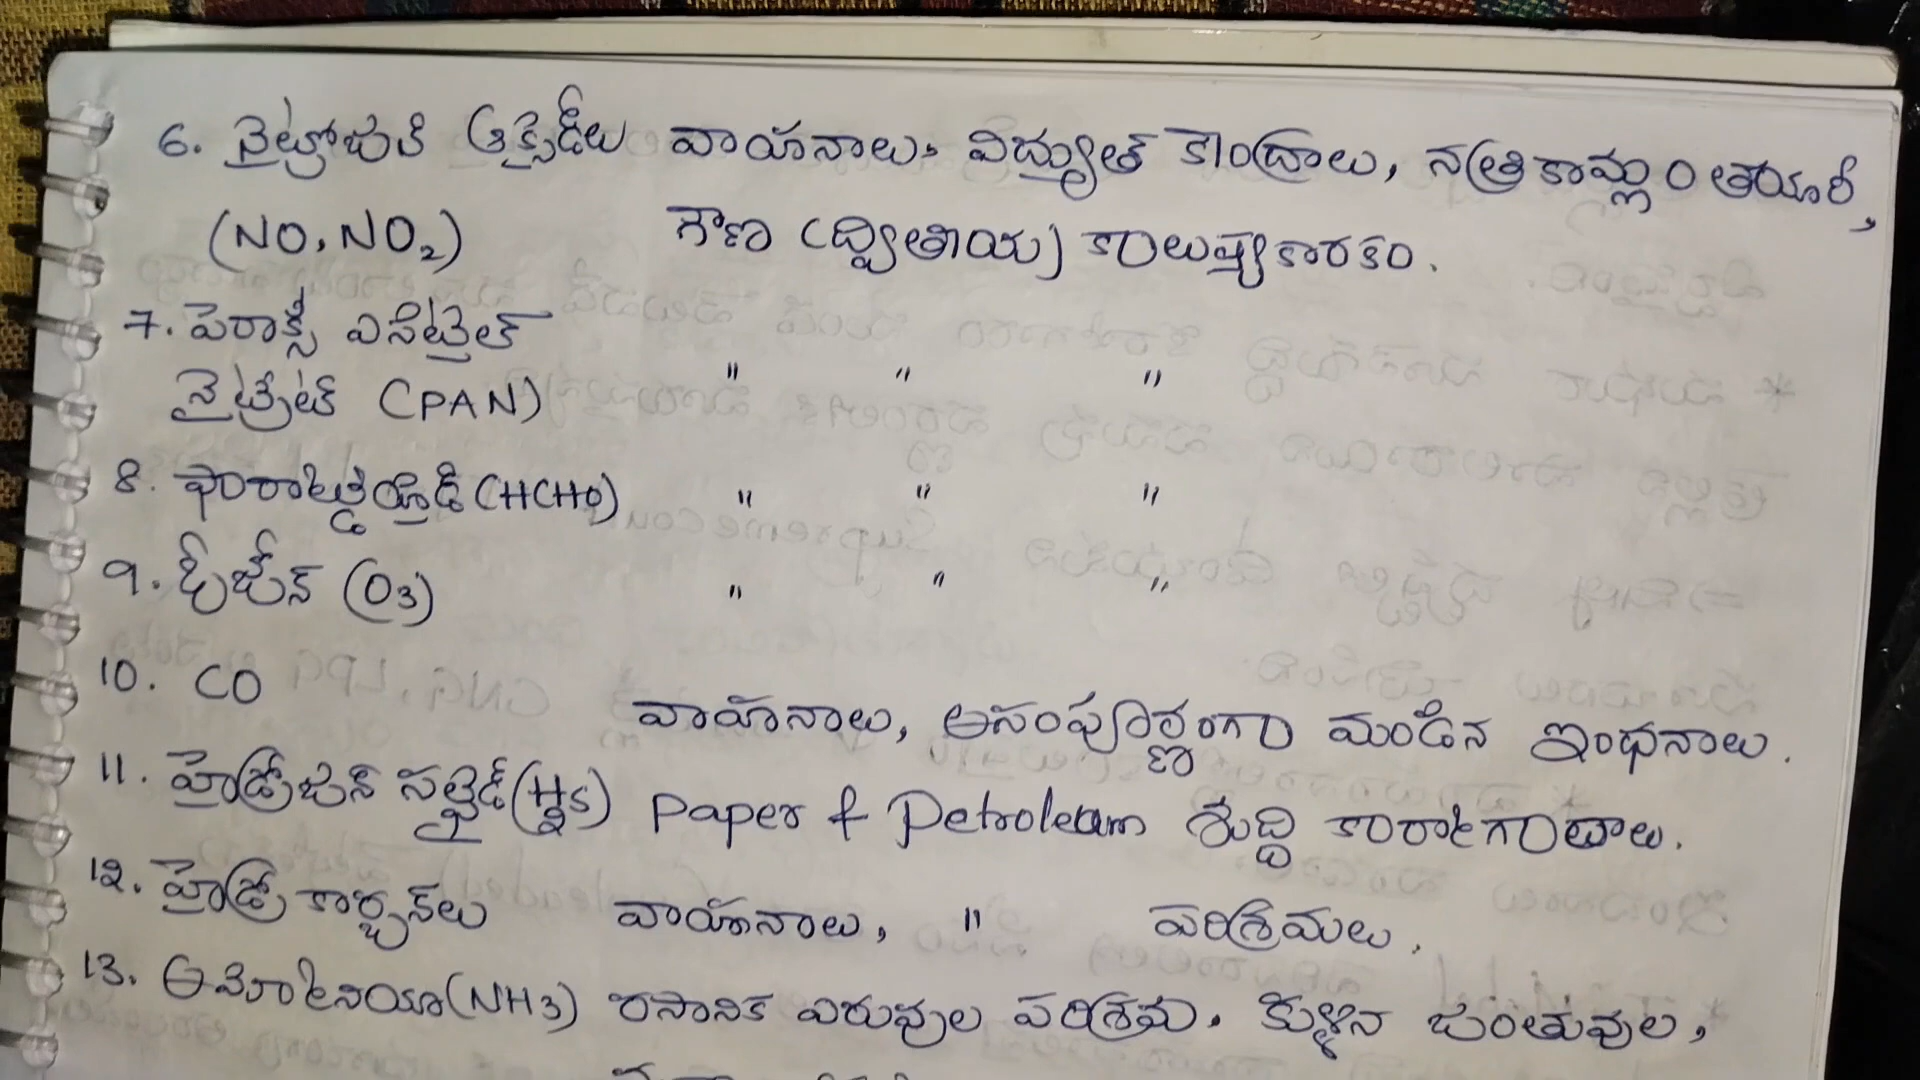 6. నైట్రోజన్ ఆక్సైడ్‌లు వాహనాలు, విద్యుత్ కేంద్రాలు, నత్రికామ్లం తయారీ,
(NO, NO₂) గౌణ (ద్వితీయ) కాలుష్యకారకం.
7. పెరాక్సీ ఎసిట్రైల్
నైట్రేట్ (PAN) " " "
8. ఫార్మాల్డిహైడ్ (HCHO) " " "
9. ఓజోన్ (O3) " " "
10. CO
వాహనాలు, అసంపూర్ణంగా మండిన ఇంధనాలు.
11. హైడ్రోజన్ సల్ఫైడ్ (H₂S) Paper & Petroleum శుద్ధి కర్మాగారాలు.
12. హైడ్రో కార్బన్‌లు వాహనాలు, " పరిశ్రమలు.
13. అమోనియా (NH3) రసానిక ఎరువుల పరిశ్రమ, కుళ్ళిన జంతువుల,